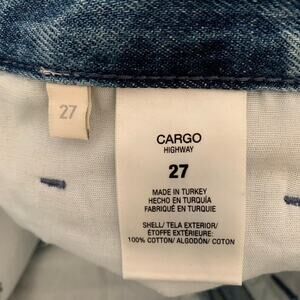 27
CARGO
HIGHWAY
27
MADE IN TURKEY
HECHO EN TURQUÍA
FABRIQUÉ EN TURQUIE
SHELL/ TELA EXTERIOR/
ÉTOFFE EXTÉRIEURE:
100% COTTON/ ALGODÓN/ COTON